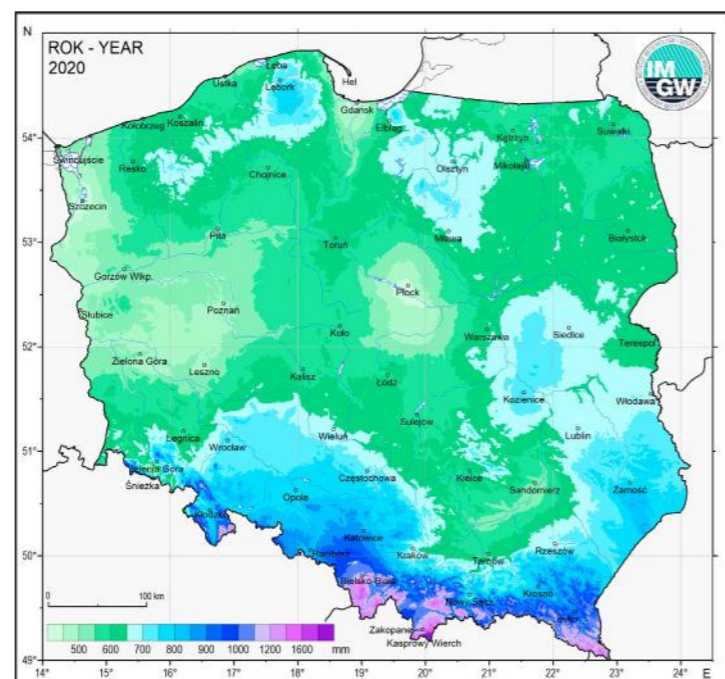 N
ROK - YEAR
2020
IM
GW
Łeba
Ustka
Lębork
Hel
Gdańsk
Koszalin
Kołobrzeg
Elbląg
Kętrzyn
Suwałki
54°
Świnoujście
Resko
Chojnice
Olsztyn
Mikołajki
Szczecin
Piła
Toruń
Mława
Białystok
53°
Gorzów Wlkp.
Płock
Słubice
Poznań
Koło
Warszawa
Siedlce
Terespol
52°
Zielona Góra
Leszno
Kalisz
Łódź
Kozienice
Włodawa
Sulejów
Legnica
Wrocław
Wieluń
Lublin
51°
Jelenia Góra
Śnieżka
Częstochowa
Kielce
Sandomierz
Zamość
Opole
Kłodzko
Katowice
50°
Racibórz
Kraków
Tarnów
Rzeszów
Bielsko-Biała
Nowy Sącz
Krosno
Lesko
0 100 km
Zakopane
Kasprowy Wierch
500 600 700 800 900 1000 1200 1600 mm
49°
14° 15° 16° 17° 18° 19° 20° 21° 22° 23° 24° E